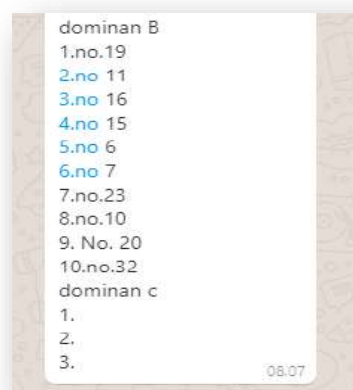 dominan B
1.no.19
2.no 11
3.no 16
4.no 15
5.no 6
6.no 7
7.no.23
8.no.10
9. No. 20
10.no.32
dominan c
1.
2.
3.
08.07